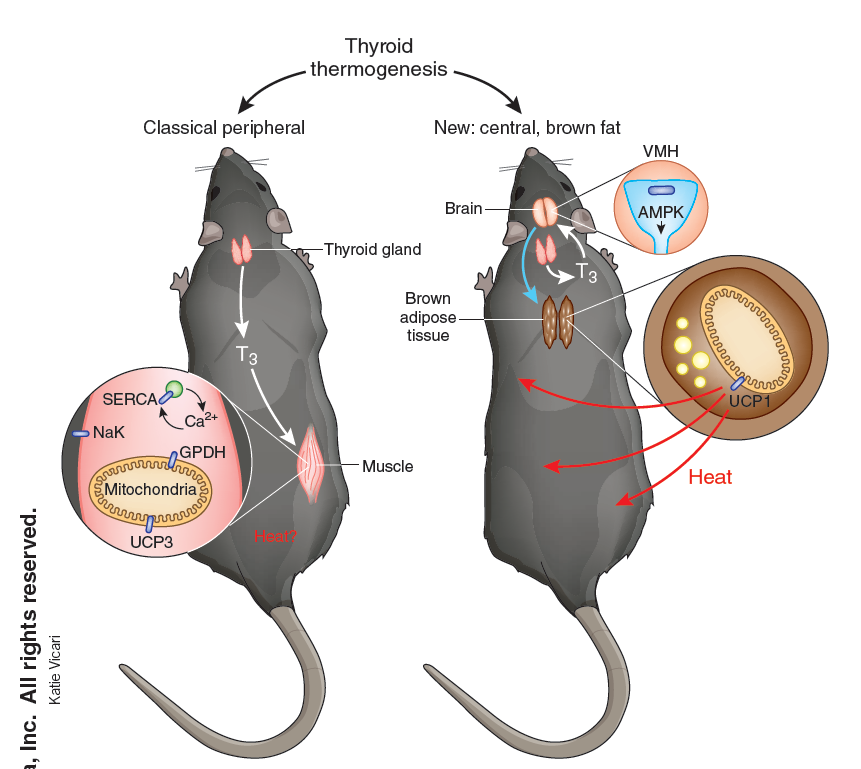 Thyroid
thermogenesis
Classical peripheral
New: central, brown fat
VMH
AMPK
Brain
Thyroid gland
T3
T3
Brown
adipose
tissue
UCP1
SERCA
Ca2+
NaK
GPDH
Mitochondria
UCP3
Muscle
Heat?
Heat
a, Inc. All rights reserved.
Katie Vicari